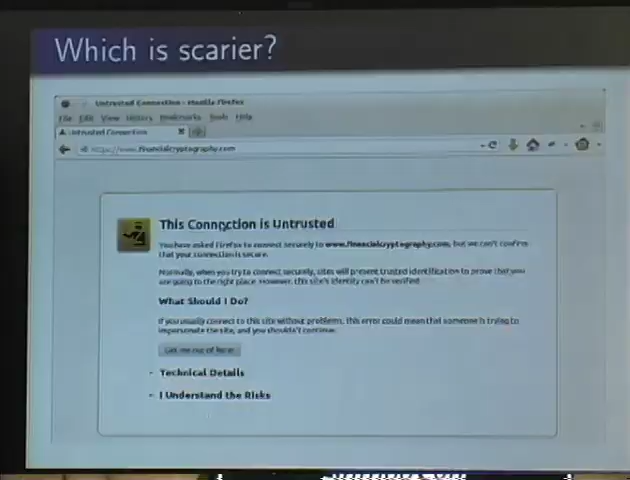 Which is scarier?
Untrusted Connection - Mozilla Firefox
File Edit View History Bookmarks Tools Help
Untrusted Connection
https://www.financialcryptography.com
This Connection is Untrusted
You have asked Firefox to connect securely to www.financialcryptography.com, but we can't confirm
that your connection is secure.
Normally, when you try to connect securely, sites will present trusted identification to prove that you
are going to the right place. However, this site's identity can't be verified.
What Should I Do?
If you usually connect to this site without problems, this error could mean that someone is trying to
impersonate the site, and you shouldn't continue.
Get me out of here!
Technical Details
I Understand the Risks